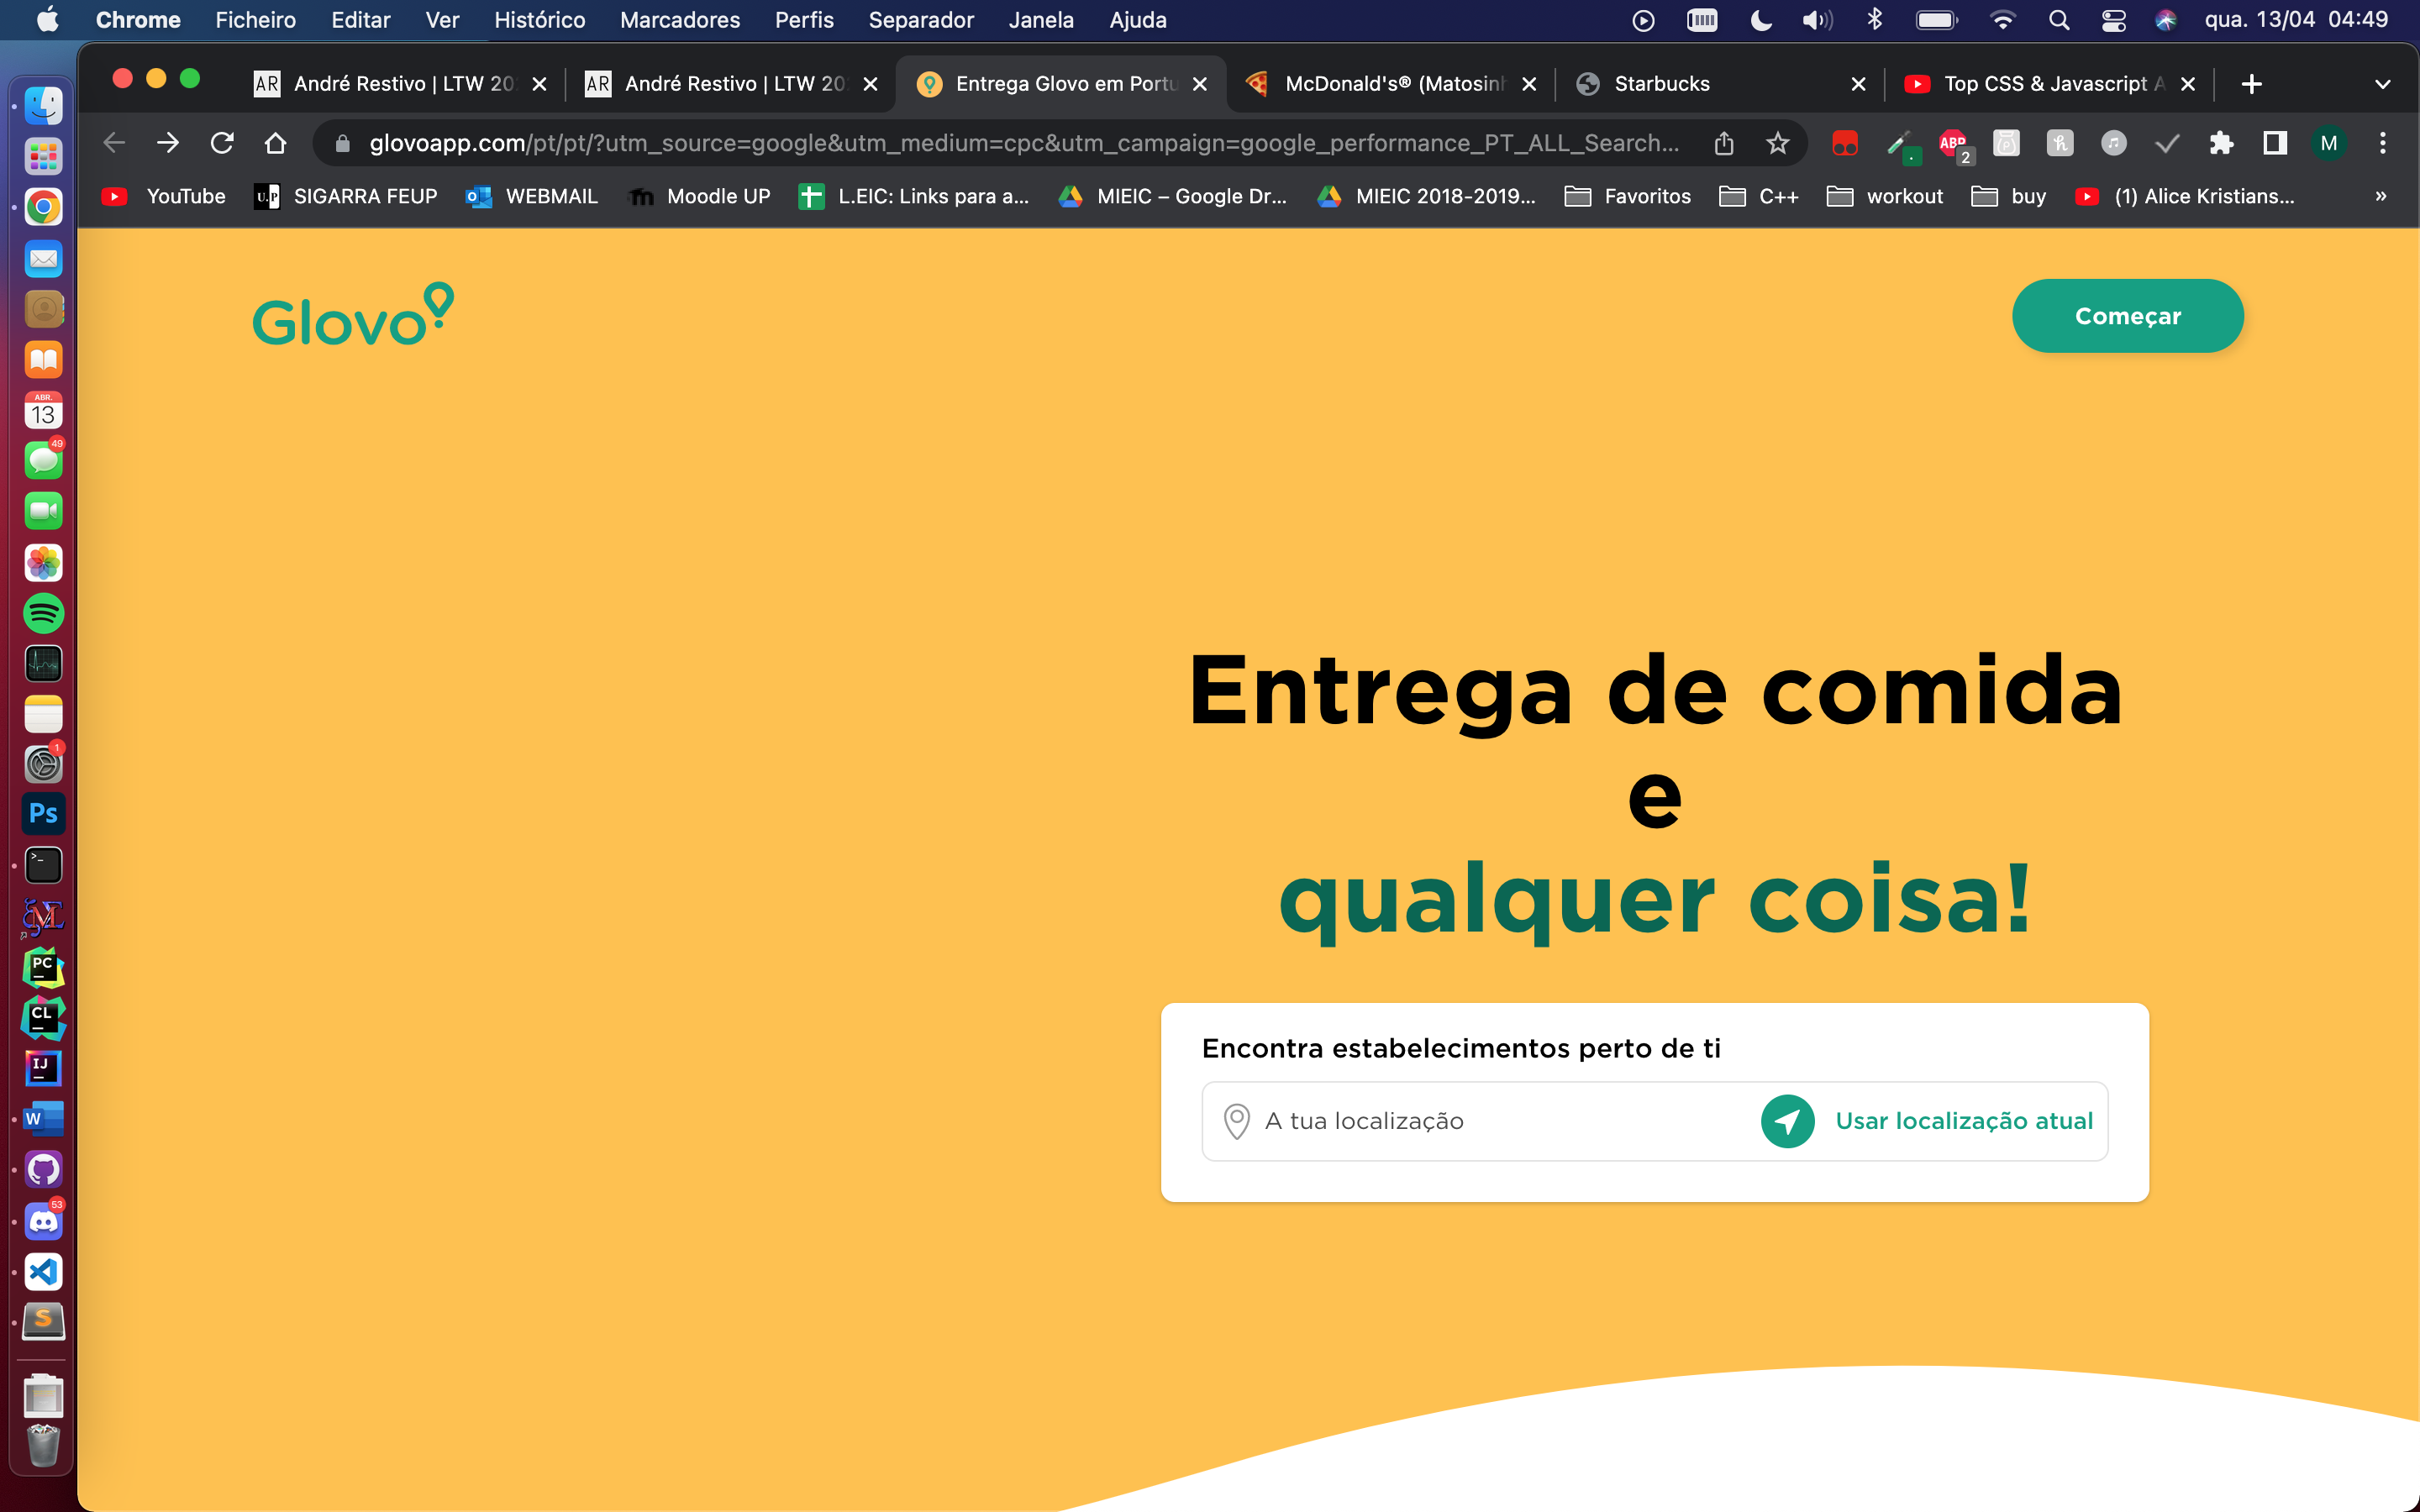 Chrome Ficheiro Editar Ver Histórico Marcadores Perfis Separador Janela Ajuda qua. 13/04 04:49
AR André Restivo | LTW 20 AR André Restivo | LTW 20 Entrega Glovo em Portu McDonald's® (Matosinh Starbucks Top CSS & Javascript A
glovoapp.com/pt/pt/?utm_source=google&utm_medium=cpc&utm_campaign=google_performance_PT_ALL_Search... ABP 2 M
YouTube U.P SIGARRA FEUP WEBMAIL Moodle UP L.EIC: Links para a... MIEIC – Google Dr... MIEIC 2018-2019... Favoritos C++ workout buy (1) Alice Kristians... »
Glovo
Começar
ABR.
13
49
1
Ps
PC
CL
IJ
W
53
S
Entrega de comida
e
qualquer coisa!
Encontra estabelecimentos perto de ti
A tua localização Usar localização atual